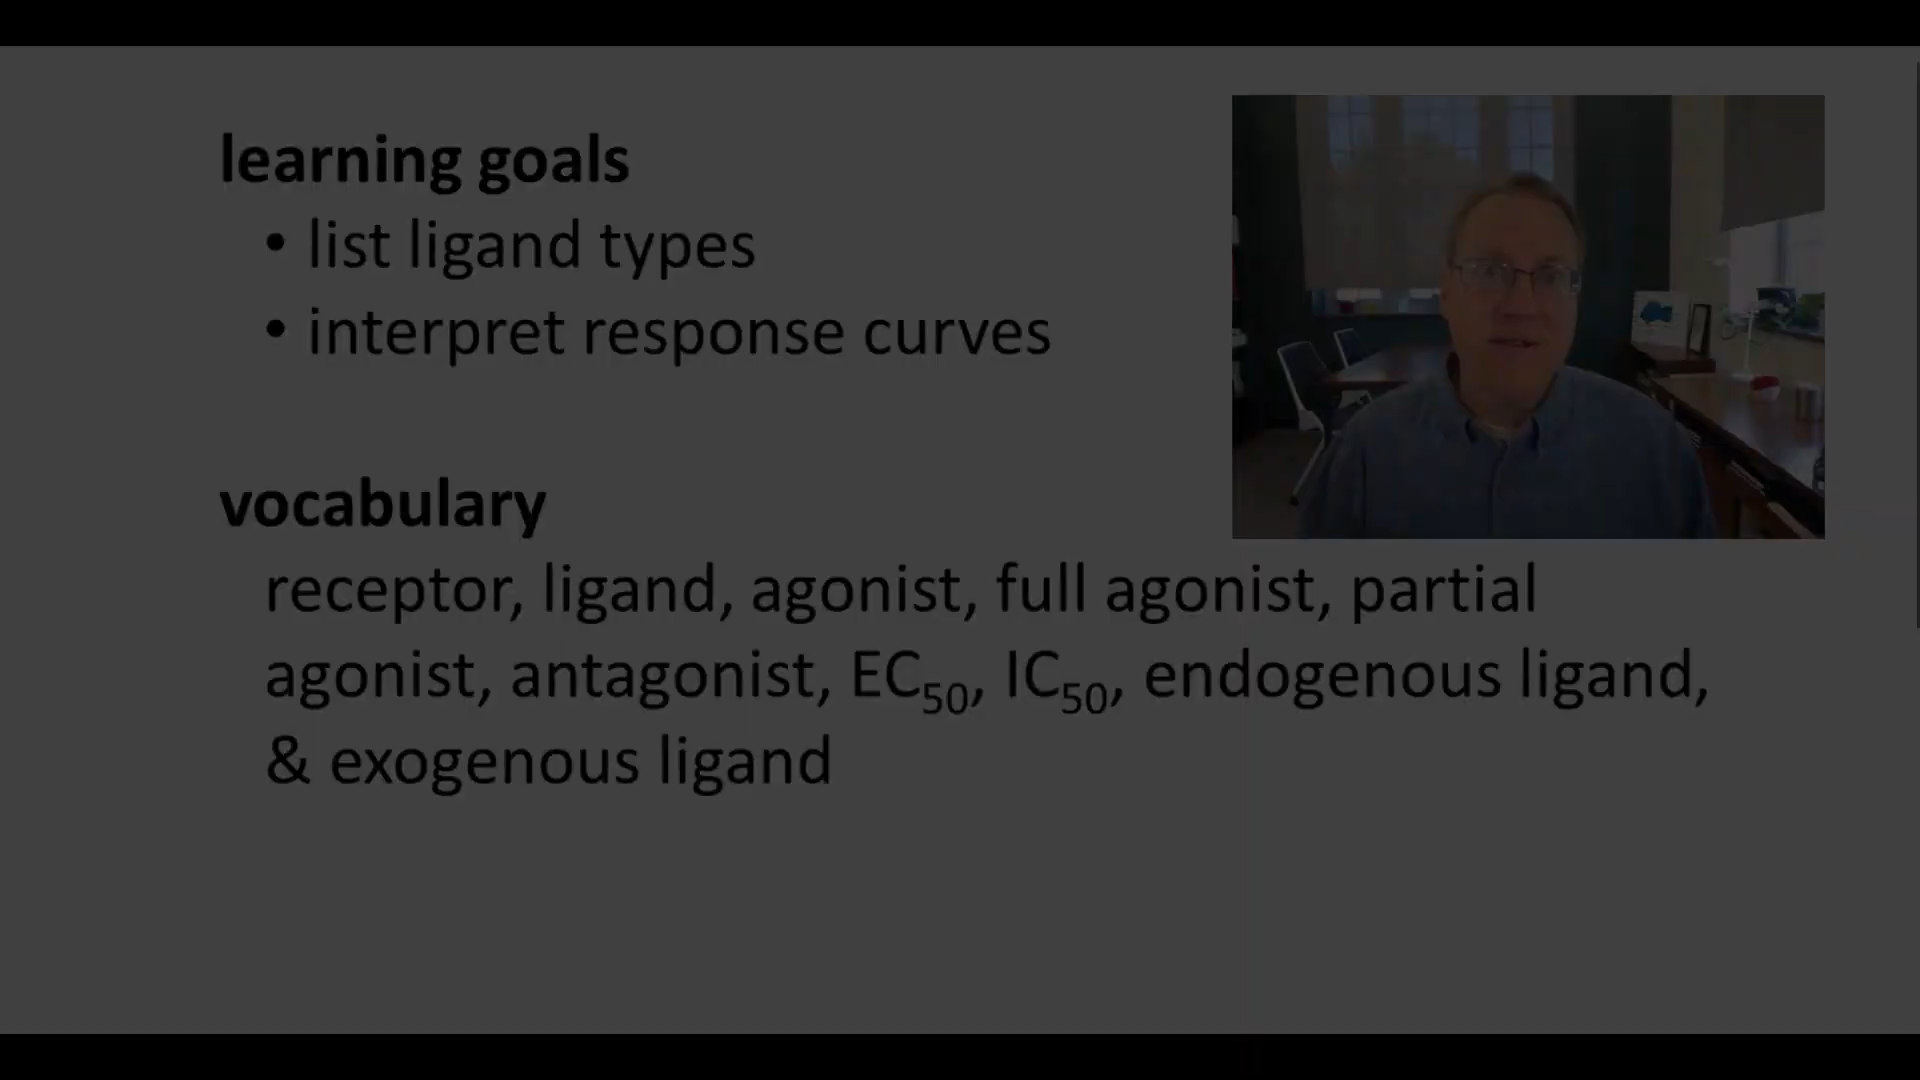 learning goals
• list ligand types
• interpret response curves
vocabulary
receptor, ligand, agonist, full agonist, partial
agonist, antagonist, EC₅₀, IC₅₀, endogenous ligand,
& exogenous ligand